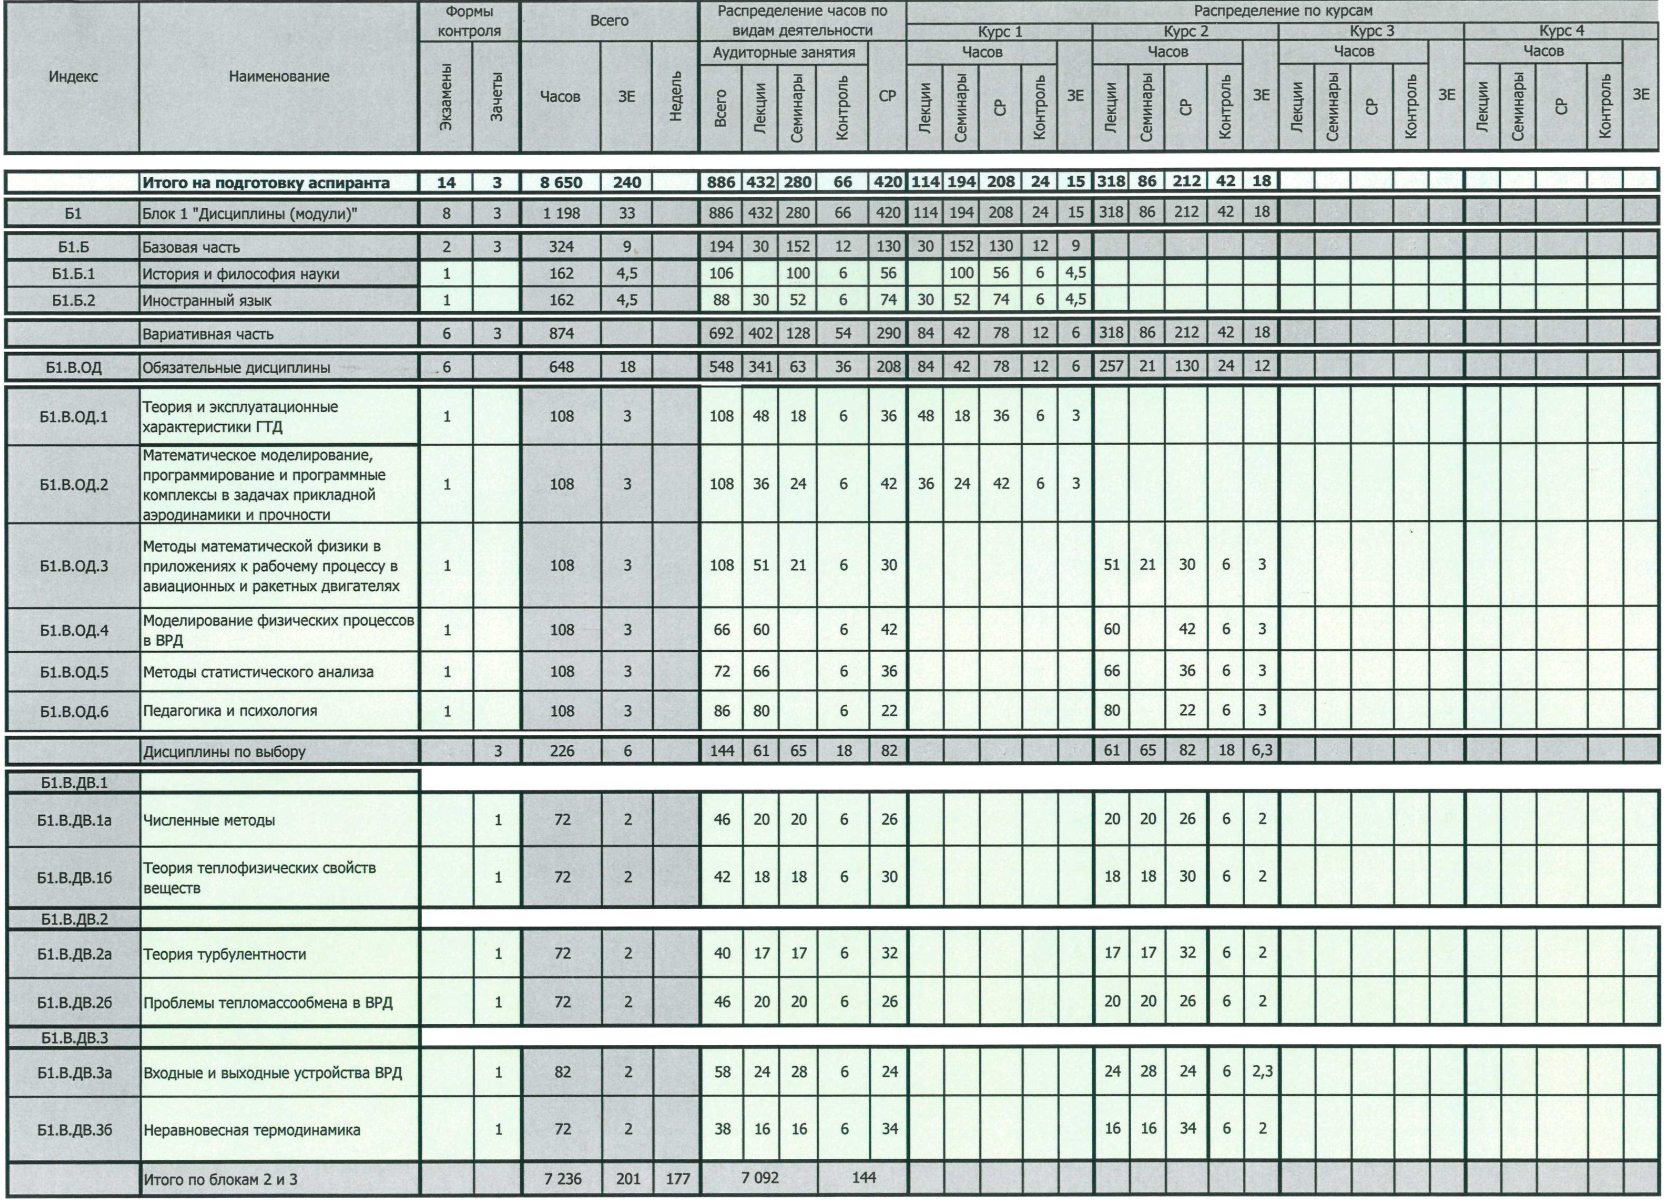 Индекс Наименование Формы контроля Всего Распределение часов по видам деятельности Распределение по курсам
Курс 1 Курс 2 Курс 3 Курс 4
Аудиторные занятия Часов Часов Часов Часов
Экзамены Зачеты Часов ЗЕ Недель Всего Лекции Семинары Контроль СР Лекции Семинары СР Контроль ЗЕ Лекции Семинары СР Контроль ЗЕ Лекции Семинары СР Контроль ЗЕ Лекции Семинары СР Контроль ЗЕ
Итого на подготовку аспиранта 14 3 8 650 240 886 432 280 66 420 114 194 208 24 15 318 86 212 42 18
Б1 Блок 1 "Дисциплины (модули)" 8 3 1 198 33 886 432 280 66 420 114 194 208 24 15 318 86 212 42 18
Б1.Б Базовая часть 2 3 324 9 194 30 152 12 130 30 152 130 12 9
Б1.Б.1 История и философия науки 1 162 4,5 106 100 6 56 100 56 6 4,5
Б1.Б.2 Иностранный язык 1 162 4,5 88 30 52 6 74 30 52 74 6 4,5
Вариативная часть 6 3 874 692 402 128 54 290 84 42 78 12 6 318 86 212 42 18
Б1.В.ОД Обязательные дисциплины 6 648 18 548 341 63 36 208 84 42 78 12 6 257 21 130 24 12
Б1.В.ОД.1 Теория и эксплуатационные
характеристики ГТД 1 108 3 108 48 18 6 36 48 18 36 6 3
Б1.В.ОД.2 Математическое моделирование,
программирование и программные
комплексы в задачах прикладной
аэродинамики и прочности 1 108 3 108 36 24 6 42 36 24 42 6 3
Б1.В.ОД.3 Методы математической физики в
приложениях к рабочему процессу в
авиационных и ракетных двигателях 1 108 3 108 51 21 6 30 51 21 30 6 3
Б1.В.ОД.4 Моделирование физических процессов
в ВРД 1 108 3 66 60 6 42 60 42 6 3
Б1.В.ОД.5 Методы статистического анализа 1 108 3 72 66 6 36 66 36 6 3
Б1.В.ОД.6 Педагогика и психология 1 108 3 86 80 6 22 80 22 6 3
Дисциплины по выбору 3 226 6 144 61 65 18 82 61 65 82 18 6,3
Б1.В.ДВ.1
Б1.В.ДВ.1а Численные методы 1 72 2 46 20 20 6 26 20 20 26 6 2
Б1.В.ДВ.1б Теория теплофизических свойств
веществ 1 72 2 42 18 18 6 30 18 18 30 6 2
Б1.В.ДВ.2
Б1.В.ДВ.2а Теория турбулентности 1 72 2 40 17 17 6 32 17 17 32 6 2
Б1.В.ДВ.2б Проблемы тепломассообмена в ВРД 1 72 2 46 20 20 6 26 20 20 26 6 2
Б1.В.ДВ.3
Б1.В.ДВ.3а Входные и выходные устройства ВРД 1 82 2 58 24 28 6 24 24 28 24 6 2,3
Б1.В.ДВ.3б Неравновесная термодинамика 1 72 2 38 16 16 6 34 16 16 34 6 2
Итого по блокам 2 и 3 7 236 201 177 7 092 144